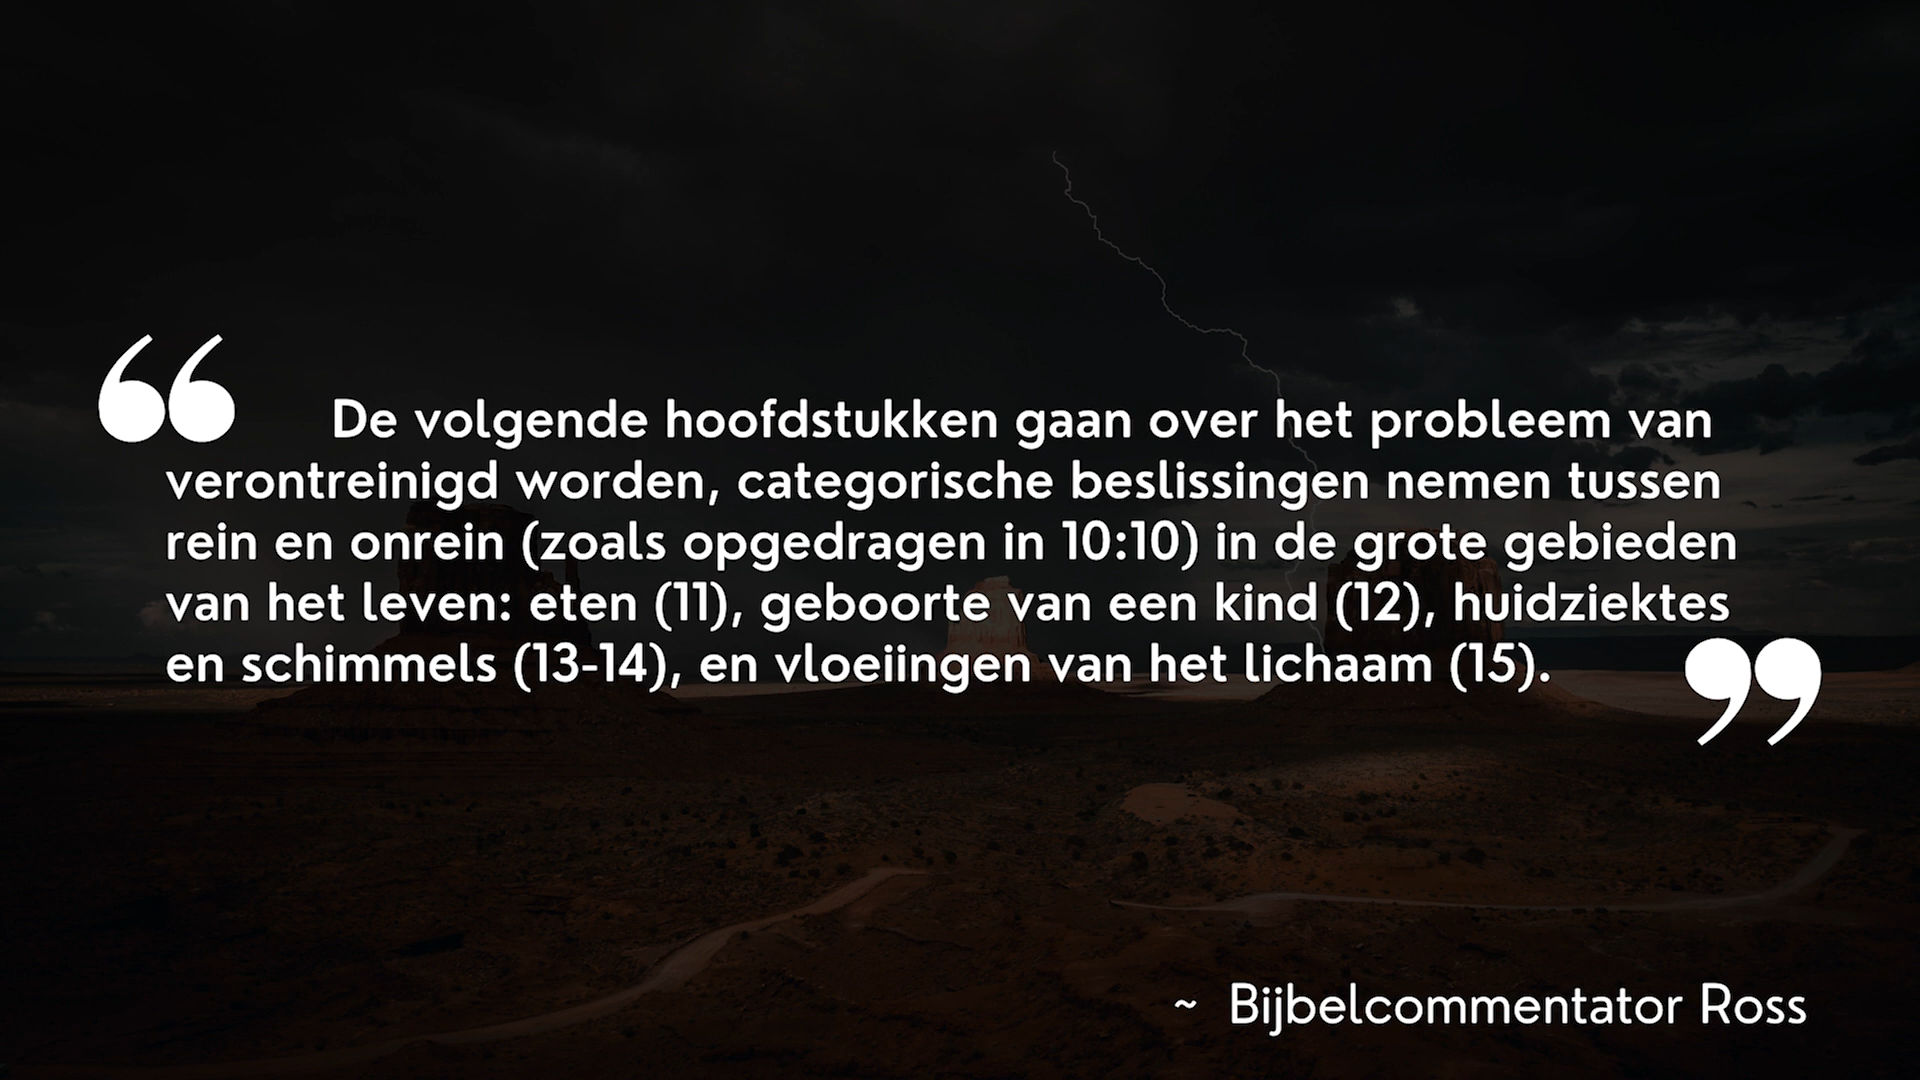 “ De volgende hoofdstukken gaan over het probleem van
verontreinigd worden, categorische beslissingen nemen tussen
rein en onrein (zoals opgedragen in 10:10) in de grote gebieden
van het leven: eten (11), geboorte van een kind (12), huidziektes
en schimmels (13-14), en vloeiingen van het lichaam (15). ”
~ Bijbelcommentator Ross